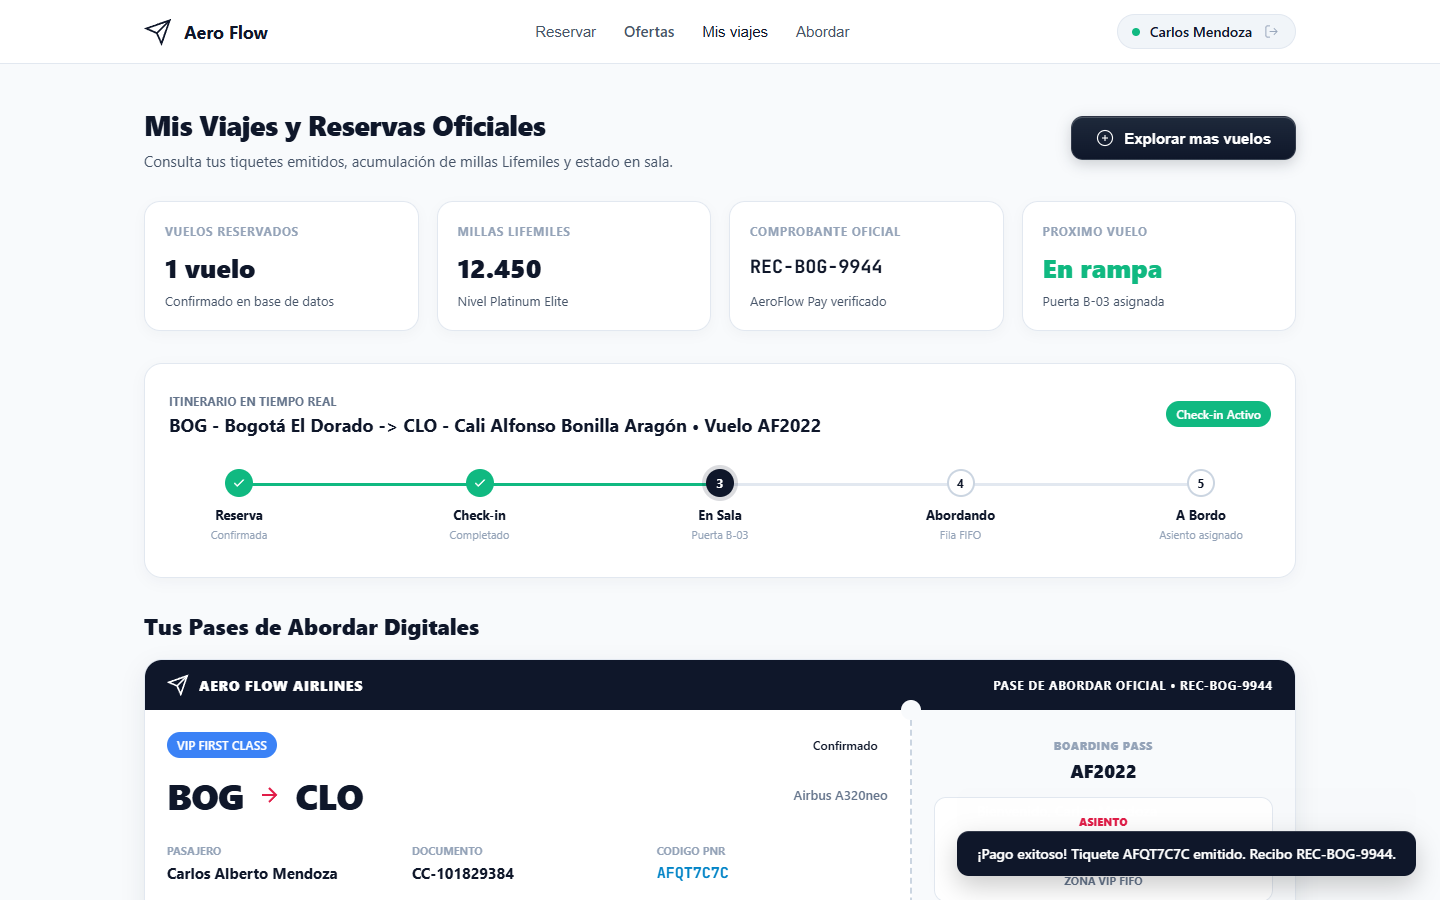 Aero Flow
Reservar
Ofertas
Mis viajes
Abordar
Carlos Mendoza
Mis Viajes y Reservas Oficiales
Consulta tus tiquetes emitidos, acumulación de millas Lifemiles y estado en sala.
Explorar mas vuelos
VUELOS RESERVADOS
1 vuelo
Confirmado en base de datos
MILLAS LIFEMILES
12.450
Nivel Platinum Elite
COMPROBANTE OFICIAL
REC-BOG-9944
AeroFlow Pay verificado
PROXIMO VUELO
En rampa
Puerta B-03 asignada
ITINERARIO EN TIEMPO REAL
BOG - Bogotá El Dorado -> CLO - Cali Alfonso Bonilla Aragón • Vuelo AF2022
Check-in Activo
Reserva
Confirmada
Check-in
Completado
3
En Sala
Puerta B-03
4
Abordando
Fila FIFO
5
A Bordo
Asiento asignado
Tus Pases de Abordar Digitales
AERO FLOW AIRLINES
PASE DE ABORDAR OFICIAL • REC-BOG-9944
VIP FIRST CLASS
Confirmado
BOG → CLO
Airbus A320neo
PASAJERO
Carlos Alberto Mendoza
DOCUMENTO
CC-101829384
CODIGO PNR
AFQT7C7C
BOARDING PASS
AF2022
ASIENTO
¡Pago exitoso! Tiquete AFQT7C7C emitido. Recibo REC-BOG-9944.
ZONA VIP FIFO